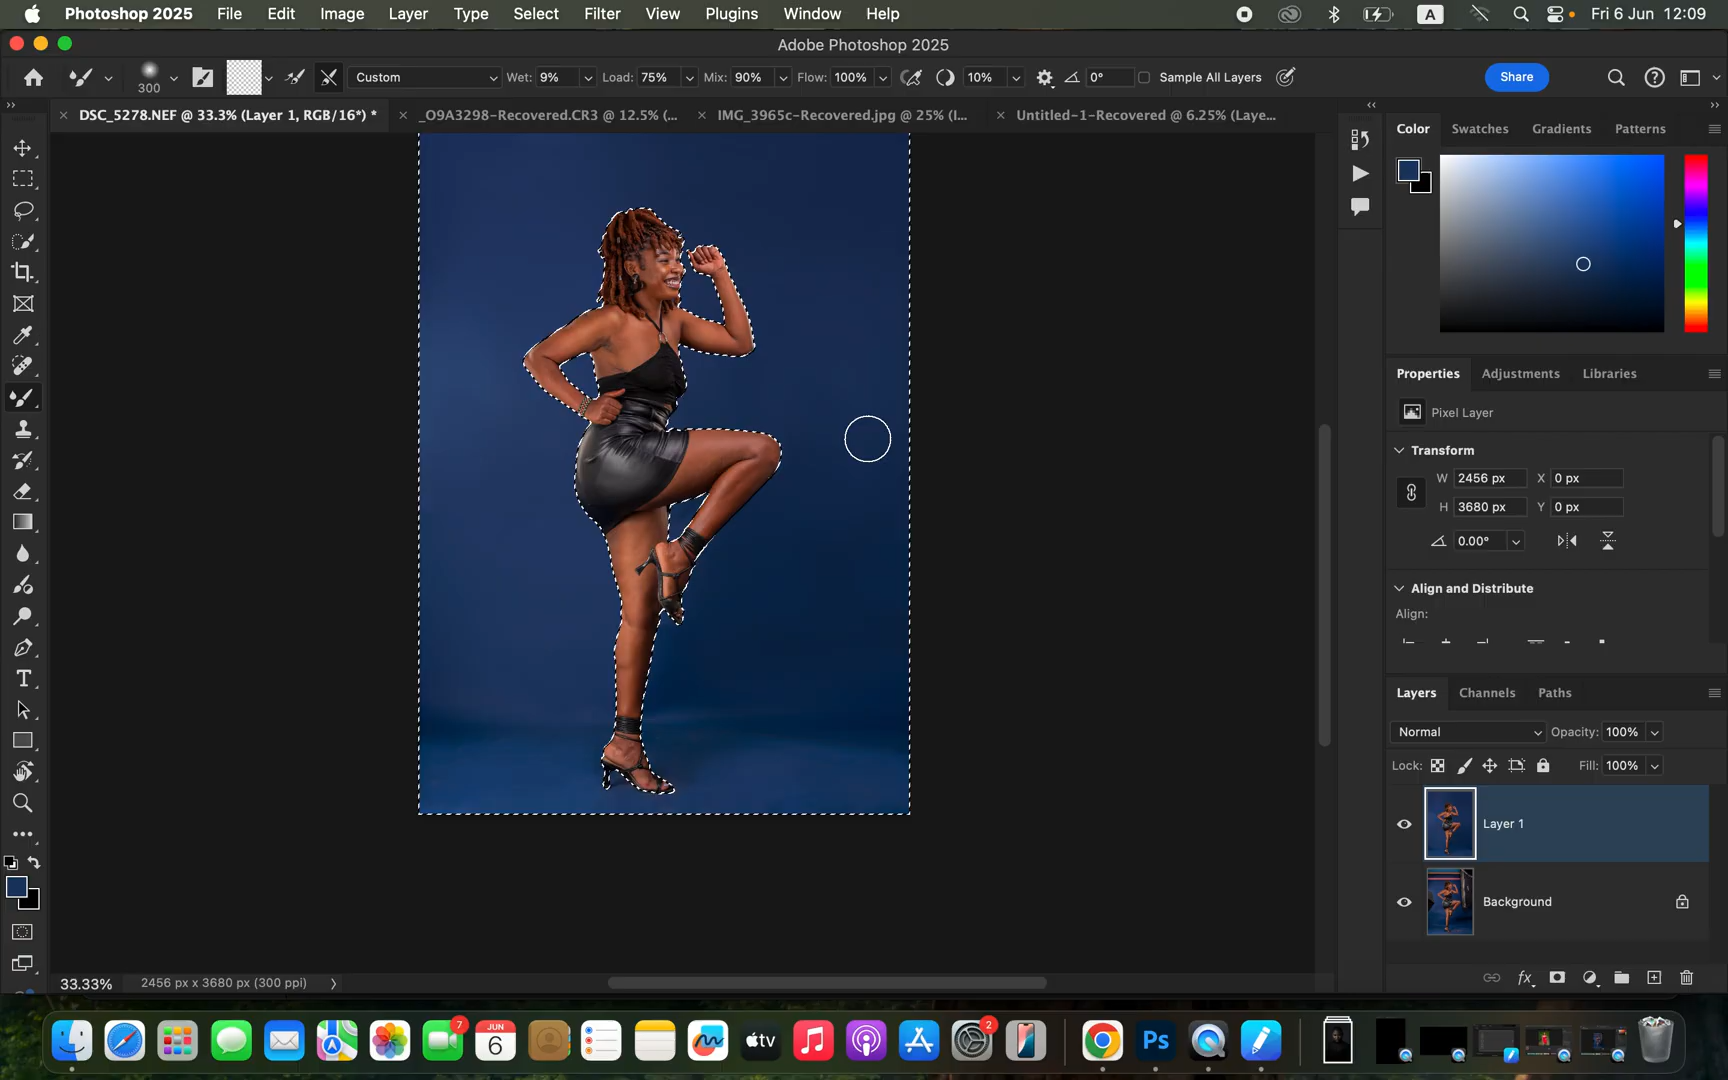 Photoshop 2025 File Edit Image Layer Type Select Filter View Plugins Window Help A Fri 6 Jun 12:09
Adobe Photoshop 2025
300 Custom Wet: 9% Load: 75% Mix: 90% Flow: 100% 10% 0° Sample All Layers Share
DSC_5278.NEF @ 33.3% (Layer 1, RGB/16*) * _O9A3298-Recovered.CR3 @ 12.5% (... IMG_3965c-Recovered.jpg @ 25% (l... Untitled-1-Recovered @ 6.25% (Laye...
Color Swatches Gradients Patterns
Properties Adjustments Libraries
Pixel Layer
Transform
W 2456 px X 0 px
H 3680 px Y 0 px
0.00°
Align and Distribute
Align:
Layers Channels Paths
Normal Opacity: 100%
Lock: Fill: 100%
Layer 1
Background
33.33% 2456 px x 3680 px (300 ppi)
7
JUN
6
tv
2
Ps